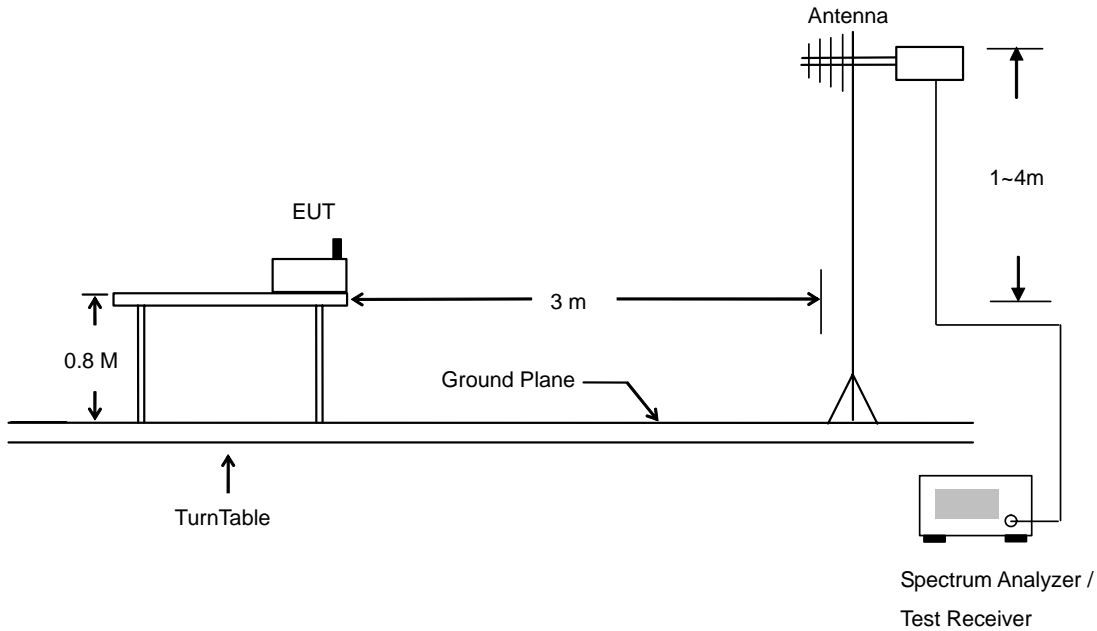 Antenna
1~4m
EUT
3 m
0.8 M
Ground Plane
TurnTable
Spectrum Analyzer /
Test Receiver